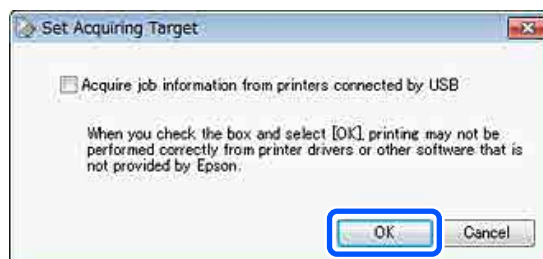 Set Acquiring Target
Acquire job information from printers connected by USB
When you check the box and select [OK], printing may not be
performed correctly from printer drivers or other software that is
not provided by Epson.
OK Cancel